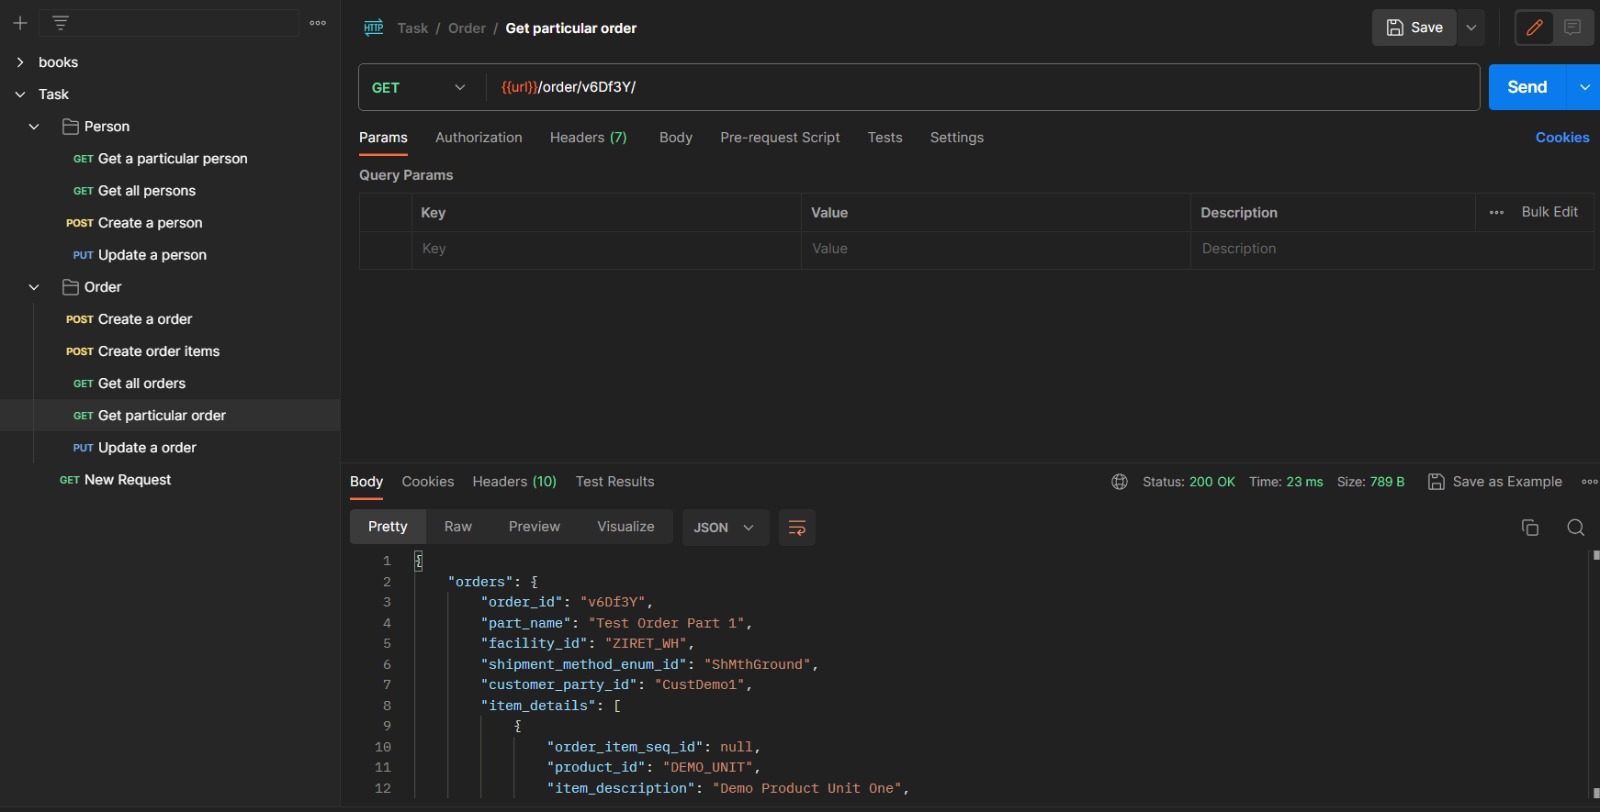 books
Task
Person
GET Get a particular person
GET Get all persons
POST Create a person
PUT Update a person
Order
POST Create a order
POST Create order items
GET Get all orders
GET Get particular order
PUT Update a order
GET New Request
HTTP Task / Order / Get particular order
Save
GET {{url}}/order/v6Df3Y/
Send
Params Authorization Headers (7) Body Pre-request Script Tests Settings Cookies
Query Params
Key Value Description Bulk Edit
Key Value Description
Body Cookies Headers (10) Test Results Status: 200 OK Time: 23 ms Size: 789 B Save as Example
Pretty Raw Preview Visualize JSON
1 {
2 "orders": {
3 "order_id": "v6Df3Y",
4 "part_name": "Test Order Part 1",
5 "facility_id": "ZIRET_WH",
6 "shipment_method_enum_id": "ShMthGround",
7 "customer_party_id": "CustDemo1",
8 "item_details": [
9 {
10 "order_item_seq_id": null,
11 "product_id": "DEMO_UNIT",
12 "item_description": "Demo Product Unit One",